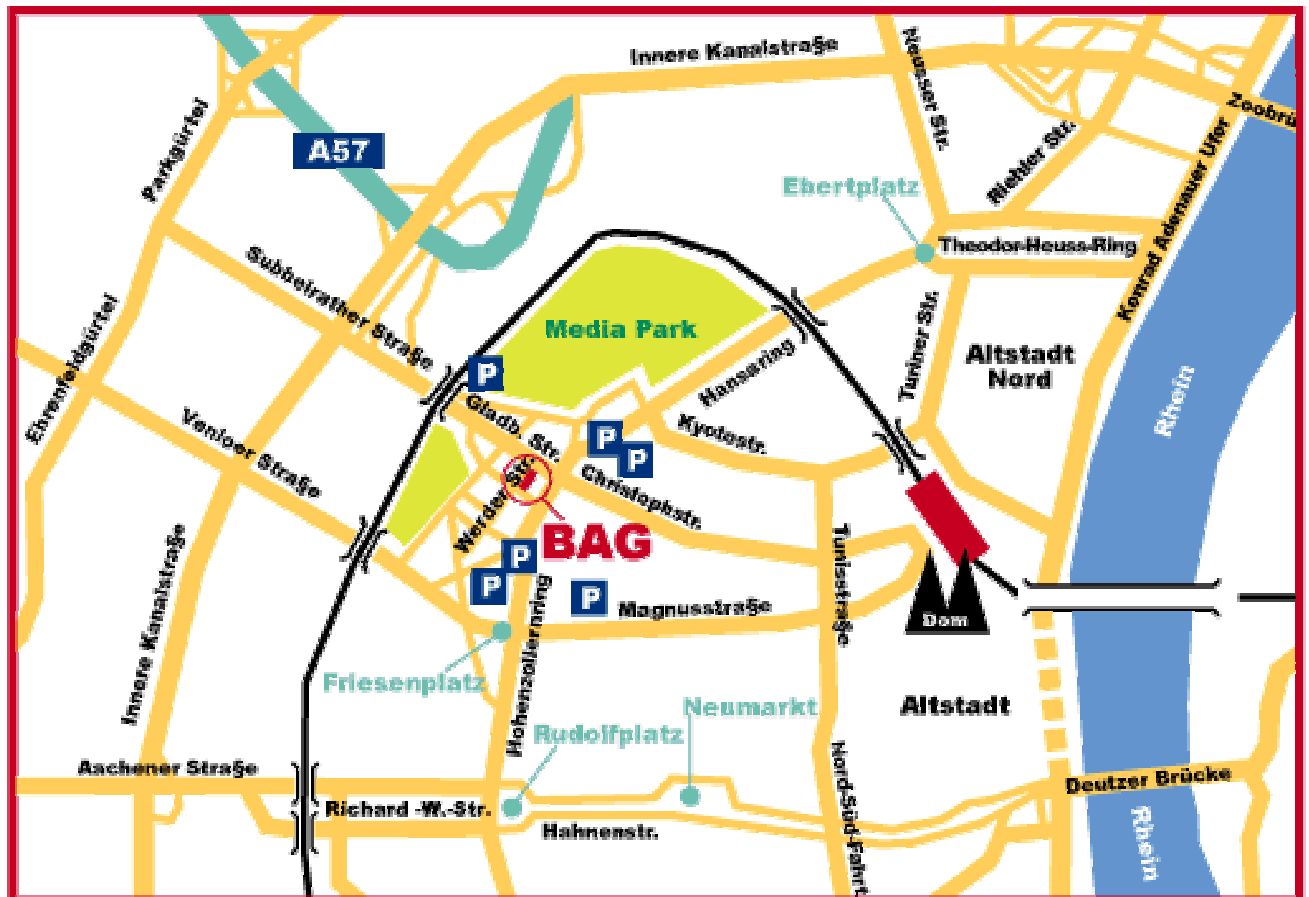 Innere Kanalstraße
Neusser Str.
Zoobrü
Parkgürtel
A57
Riehler Str.
Konrad Adenauer Ufor
Ebertplatz
Theodor-Heuss-Ring
Subbelrather Straße
Media Park
Hansaring
Tuniner Str.
Altstadt
Nord
Rhein
Ehrenfeldgürtel
P
Gladb. Str.
Kyotostr.
P
P
Venloer Straße
Werder Str.
Christophstr.
BAG
P
P
P
Magnusstraße
Tunisstraße
Dom
Innere Kanalstraße
Hohenzollernring
Friesenplatz
Neumarkt
Altstadt
Rudolfplatz
Aachener Straße
Richard -W.-Str.
Hahnenstr.
Nord-Süd-Fahrt
Deutzer Brücke
Rhein